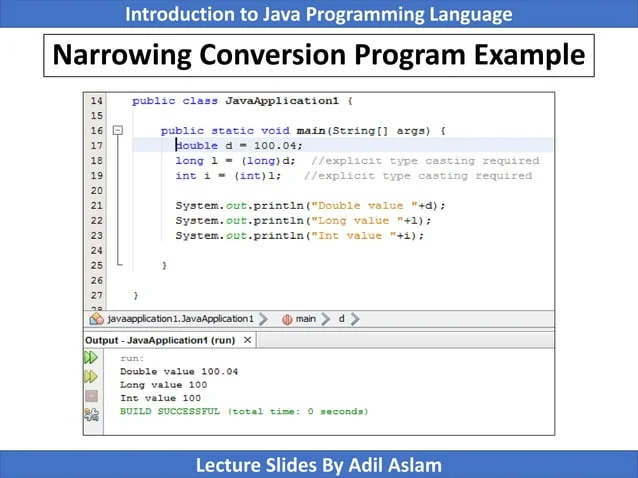 Introduction to Java Programming Language
Narrowing Conversion Program Example
14 public class JavaApplication1 {
15
16 public static void main(String[] args) {
17 double d = 100.04;
18 long l = (long)d; //explicit type casting required
19 int i = (int)l; //explicit type casting required
20
21 System.out.println("Double value "+d);
22 System.out.println("Long value "+l);
23 System.out.println("Int value "+i);
24
25 }
26
27 }
28
javaapplication1.JavaApplication1 main d
Output - JavaApplication1 (run) ×
run:
Double value 100.04
Long value 100
Int value 100
BUILD SUCCESSFUL (total time: 0 seconds)
Lecture Slides By Adil Aslam